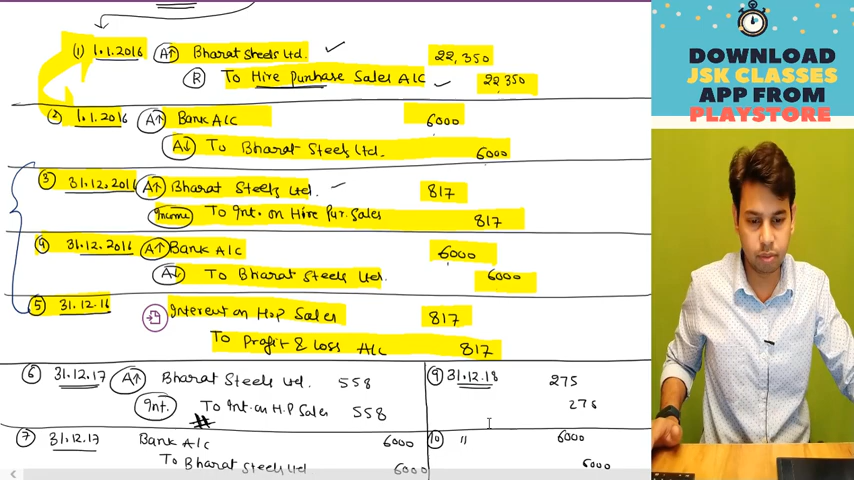 ① 1.1.2016 A↑ Bharat Steels Ltd. 22,350
R To Hire Purchase Sales A/C 22,350
② 1.1.2016 A↑ Bank A/C 6000
A↓ To Bharat Steels Ltd. 6000
③ 31.12.2016 A↑ Bharat Steels Ltd. 817
Income To Int. on Hire Pur. Sales 817
④ 31.12.2016 A↑ Bank A/C 6000
A↓ To Bharat Steels Ltd. 6000
⑤ 31.12.16 Interest on H.P Sales 817
To Profit & Loss A/c 817
⑥ 31.12.17 A↑ Bharat Steels Ltd. 558
Int. To Int. on H.P Sales 558
⑦ 31.12.17 Bank A/c 6000
To Bharat Steels Ltd 6000
⑨ 31.12.18 275
275
⑩ " 6000
6000
DOWNLOAD
JSK CLASSES
APP FROM
PLAYSTORE